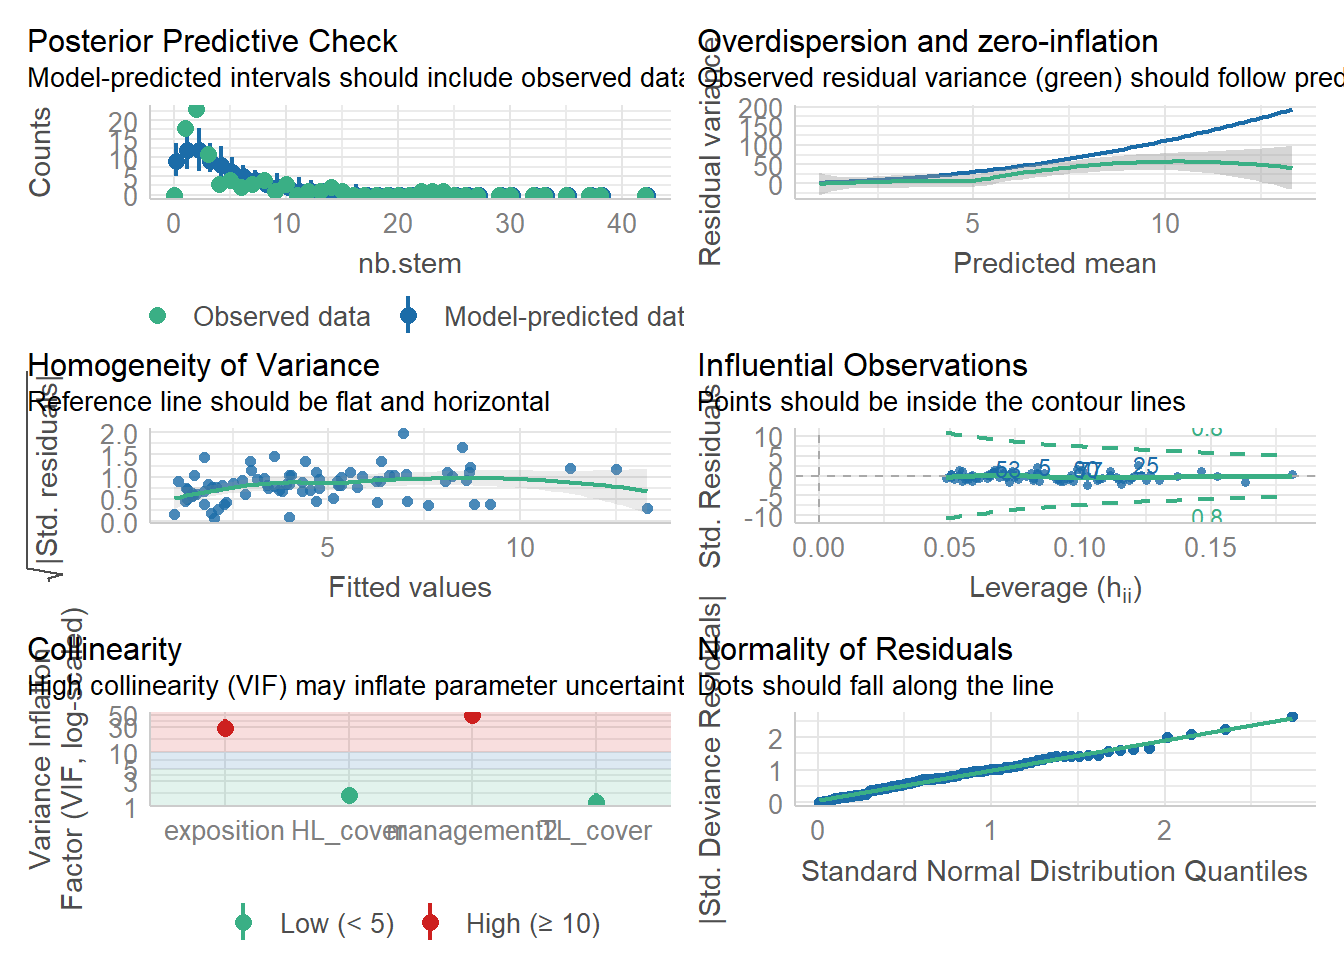 Posterior Predictive Check
Model-predicted intervals should include observed data
Counts
20
15
10
5
0
0 10 20 30 40
nb.stem
Observed data Model-predicted dat
Overdispersion and zero-inflation
Observed residual variance (green) should follow pred
Residual variance
200
150
100
50
0
5 10
Predicted mean
Homogeneity of Variance
Reference line should be flat and horizontal
√|Std. residuals|
2.0
1.5
1.0
0.5
0.0
5 10
Fitted values
Influential Observations
Points should be inside the contour lines
Std. Residuals
10
5
0
-5
-10
0.8
53 5 25
0.8
0.00 0.05 0.10 0.15
Leverage (hii)
Collinearity
High collinearity (VIF) may inflate parameter uncertaint
Variance Inflation
Factor (VIF, log-scaled)
50
30
10
5
3
1
exposition HL_cover management2 TL_cover
Low (< 5) High (≥ 10)
Normality of Residuals
Dots should fall along the line
|Std. Deviance Residuals|
2
1
0
0 1 2
Standard Normal Distribution Quantiles